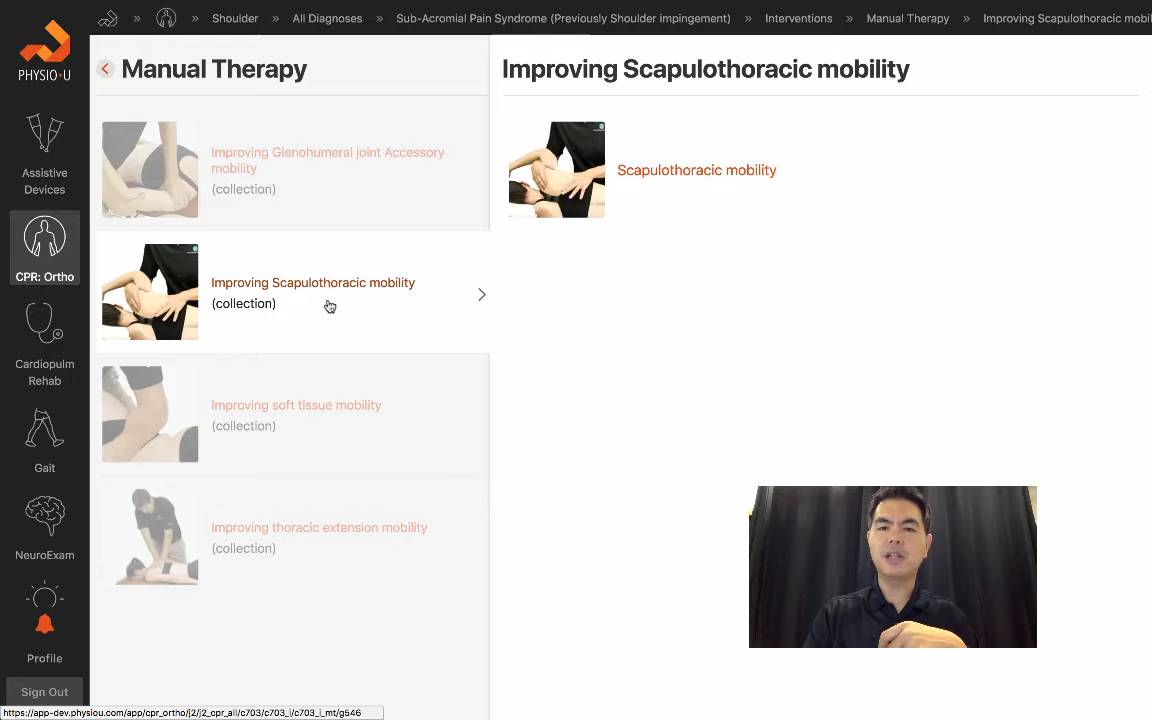 » » Shoulder » All Diagnoses » Sub-Acromial Pain Syndrome (Previously Shoulder impingement) » Interventions » Manual Therapy » Improving Scapulothoracic mobil
PHYSIO·U
Assistive
Devices
CPR: Ortho
Cardiopulm
Rehab
Gait
NeuroExam
Profile
Sign Out
Manual Therapy
Improving Glenohumeral joint Accessory
mobility
(collection)
Improving Scapulothoracic mobility
(collection)
Improving soft tissue mobility
(collection)
Improving thoracic extension mobility
(collection)
Improving Scapulothoracic mobility
Scapulothoracic mobility
https://app-dev.physiou.com/app/cpr_ortho/j2/j2_cpr_all/c703/c703_i/c703_i_mt/g546